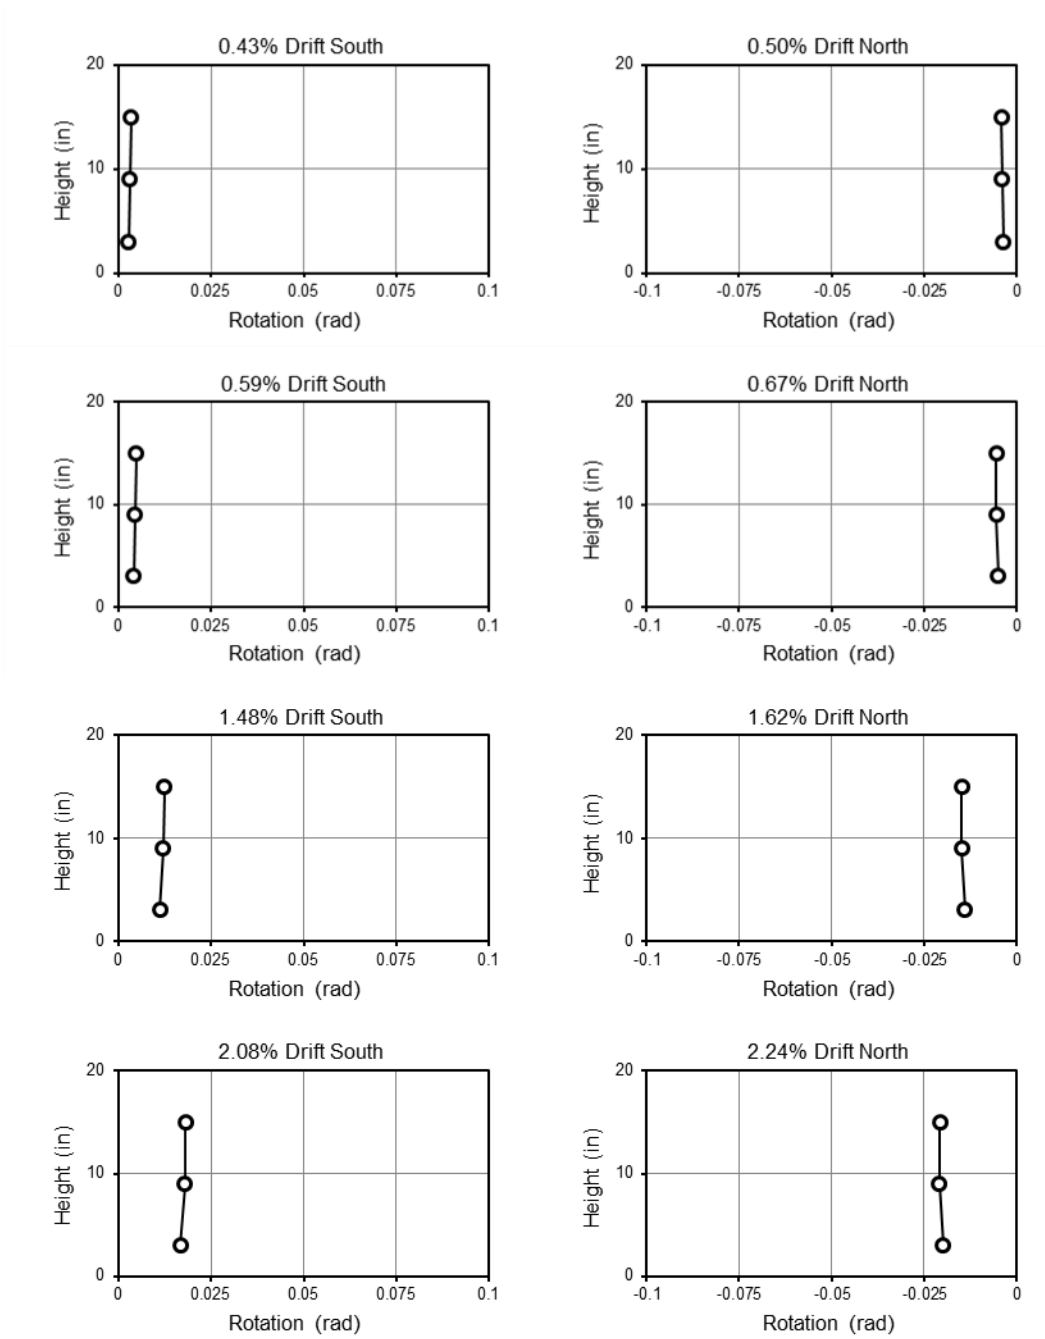 0.43% Drift South
20
10
0
Height (in)
0 0.025 0.05 0.075 0.1
Rotation (rad)
0.50% Drift North
20
10
0
Height (in)
-0.1 -0.075 -0.05 -0.025 0
Rotation (rad)
0.59% Drift South
20
10
0
Height (in)
0 0.025 0.05 0.075 0.1
Rotation (rad)
0.67% Drift North
20
10
0
Height (in)
-0.1 -0.075 -0.05 -0.025 0
Rotation (rad)
1.48% Drift South
20
10
0
Height (in)
0 0.025 0.05 0.075 0.1
Rotation (rad)
1.62% Drift North
20
10
0
Height (in)
-0.1 -0.075 -0.05 -0.025 0
Rotation (rad)
2.08% Drift South
20
10
0
Height (in)
0 0.025 0.05 0.075 0.1
Rotation (rad)
2.24% Drift North
20
10
0
Height (in)
-0.1 -0.075 -0.05 -0.025 0
Rotation (rad)